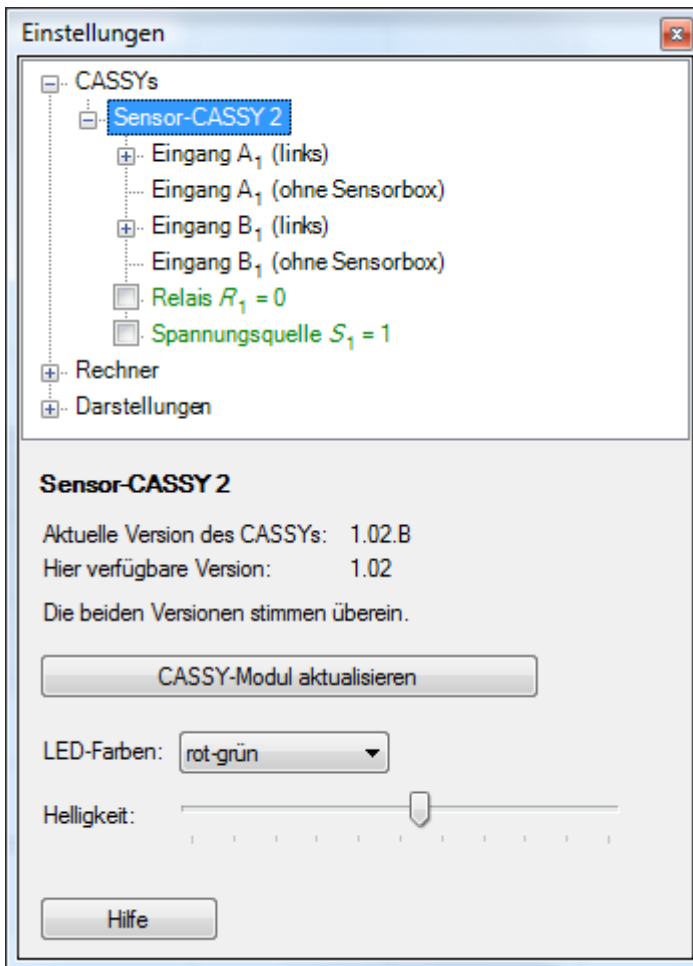 Einstellungen
CASSYs
Sensor-CASSY 2
Eingang A₁ (links)
Eingang A₁ (ohne Sensorbox)
Eingang B₁ (links)
Eingang B₁ (ohne Sensorbox)
Relais R₁ = 0
Spannungsquelle S₁ = 1
Rechner
Darstellungen
Sensor-CASSY 2
Aktuelle Version des CASSYs: 1.02.B
Hier verfügbare Version: 1.02
Die beiden Versionen stimmen überein.
CASSY-Modul aktualisieren
LED-Farben: rot-grün
Helligkeit:
Hilfe